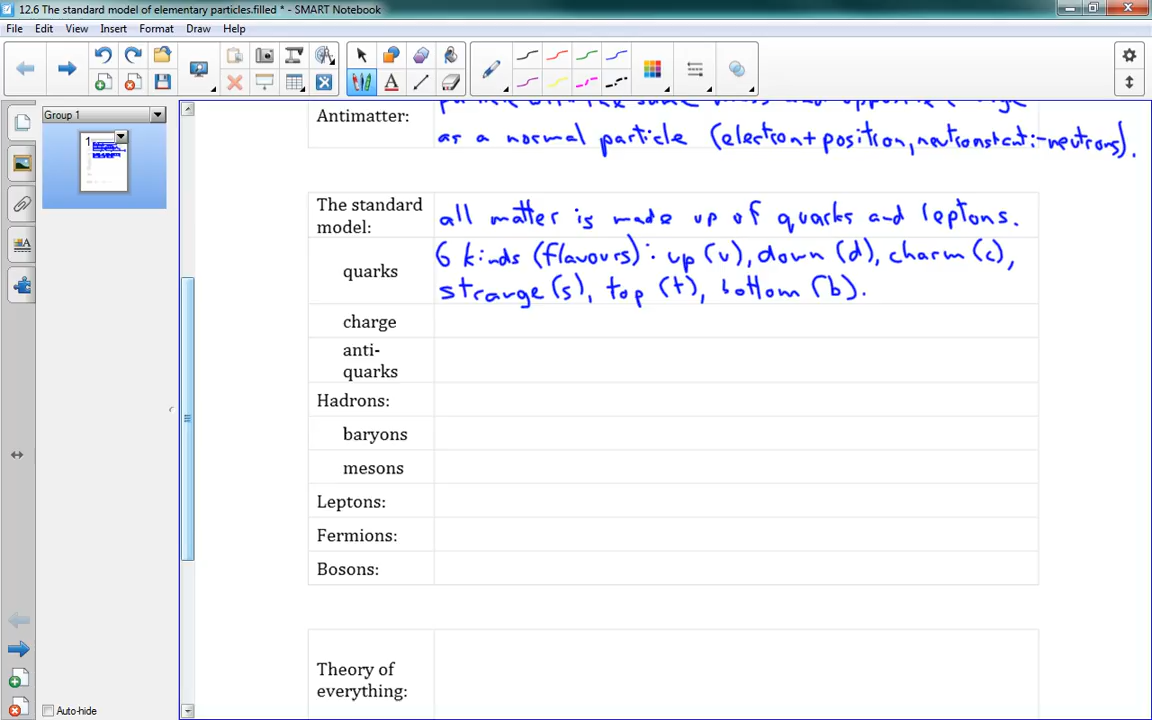 12.6 The standard model of elementary particles.filled * - SMART Notebook
File Edit View Insert Format Draw Help
Group 1
1
Antimatter:
as a normal particle (electron + positron,
The standard model:
all matter is made up of quarks and leptons.
quarks
6 kinds (flavours): up (u), down (d), charm (c),
strange (s), top (t), bottom (b).
charge
anti-
quarks
Hadrons:
baryons
mesons
Leptons:
Fermions:
Bosons:
Theory of
everything:
Auto-hide